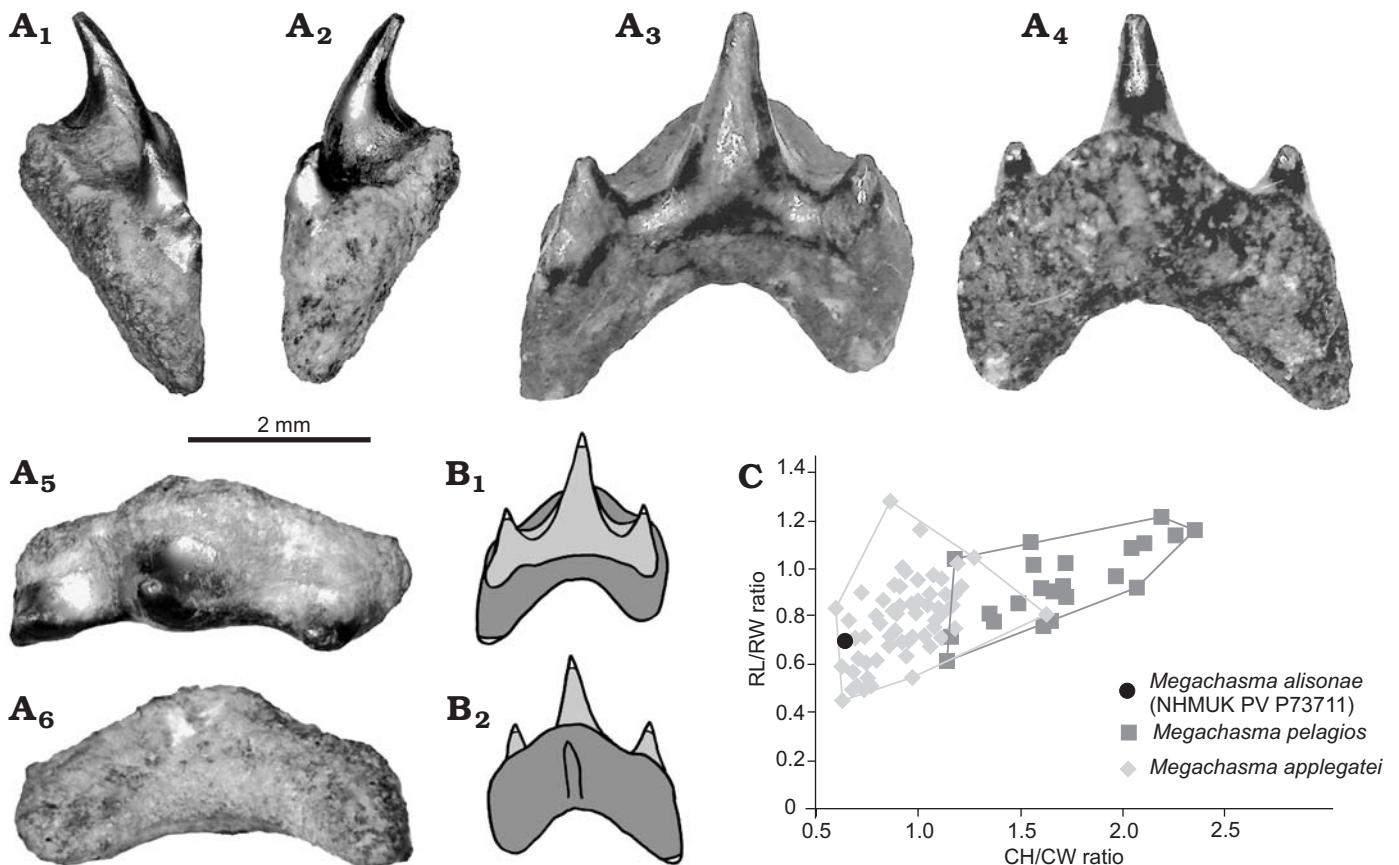 A1
A2
A3
A4
2 mm
A5
B1
C
1.4
1.2
1.0
0.8
0.6
0.4
0
RL/RW ratio
0.5
1.0
1.5
2.0
2.5
CH/CW ratio
Megachasma alisonae
(NHMUK PV P73711)
Megachasma pelagios
Megachasma applegatei
A6
B2